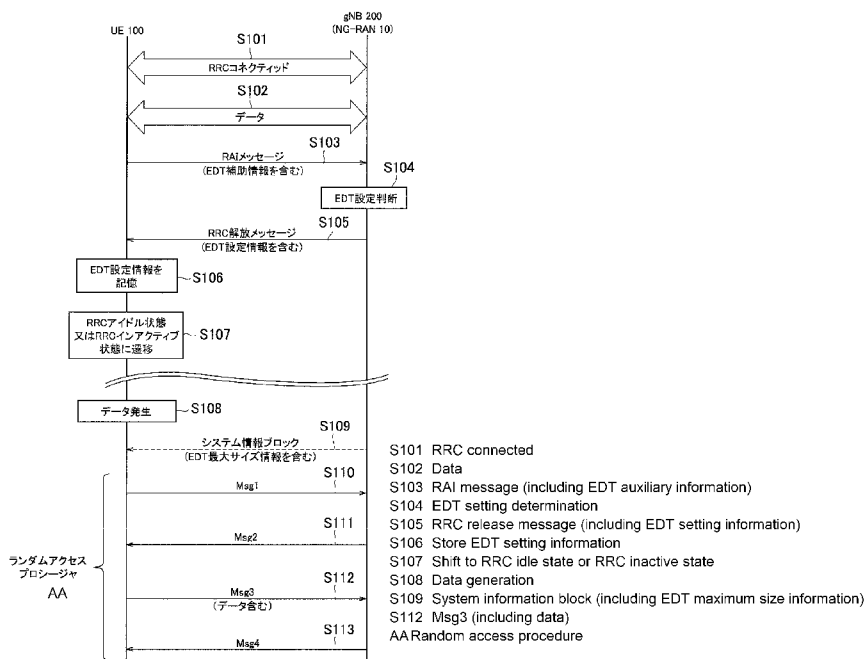 gNB 200
(NG-RAN 10)
UE 100
S101
RRCコネクティッド
S102
データ
S103
RAIメッセージ
(EDT補助情報を含む)
S104
EDT設定判断
S105
RRC解放メッセージ
(EDT設定情報を含む)
EDT設定情報を
記憶
S106
RRCアイドル状態
又はRRCインアクティブ
状態に遷移
S107
データ発生
S108
S109
システム情報ブロック
(EDT最大サイズ情報を含む)
S110
Msg1
S111
Msg2
ランダムアクセス
プロシージャ
AA
S112
Msg3
(データ含む)
S113
Msg4
S101 RRC connected
S102 Data
S103 RAI message (including EDT auxiliary information)
S104 EDT setting determination
S105 RRC release message (including EDT setting information)
S106 Store EDT setting information
S107 Shift to RRC idle state or RRC inactive state
S108 Data generation
S109 System information block (including EDT maximum size information)
S112 Msg3 (including data)
AA Random access procedure